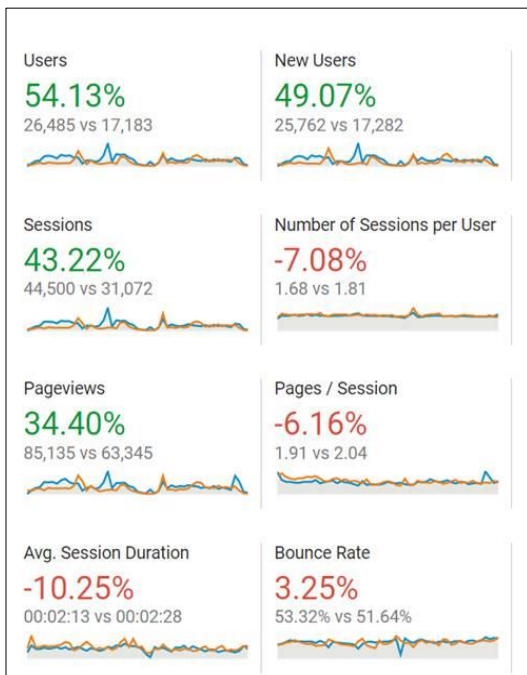 Users
54.13%
26,485 vs 17,183
New Users
49.07%
25,762 vs 17,282
Sessions
43.22%
44,500 vs 31,072
Number of Sessions per User
-7.08%
1.68 vs 1.81
Pageviews
34.40%
85,135 vs 63,345
Pages / Session
-6.16%
1.91 vs 2.04
Avg. Session Duration
-10.25%
00:02:13 vs 00:02:28
Bounce Rate
3.25%
53.32% vs 51.64%